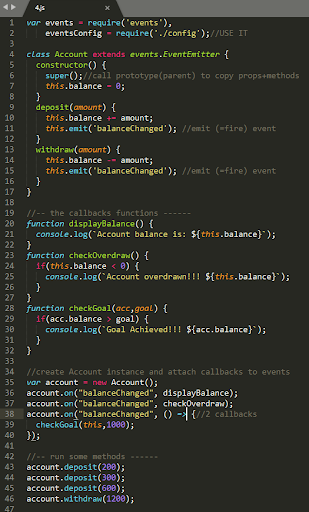 4.js
1 var events = require('events'),
2 eventsConfig = require('./config');//USE IT
3
4 class Account extends events.EventEmitter {
5 constructor() {
6 super();//call prototype(parent) to copy props+methods
7 this.balance = 0;
8 }
9 deposit(amount) {
10 this.balance += amount;
11 this.emit('balanceChanged'); //emit (=fire) event
12 }
13 withdraw(amount) {
14 this.balance -= amount;
15 this.emit('balanceChanged'); //emit (=fire) event
16 }
17 }
18
19 //-- the callbacks functions ------
20 function displayBalance() {
21 console.log(`Account balance is: ${this.balance}`);
22 }
23 function checkOverdraw() {
24 if(this.balance < 0) {
25 console.log(`Account overdrawn!!! ${this.balance}`);
26 }
27 }
28 function checkGoal(acc,goal) {
29 if(acc.balance > goal) {
30 console.log(`Goal Achieved!!! ${acc.balance}`);
31 }
32 }
33
34 //create Account instance and attach callbacks to events
35 var account = new Account();
36 account.on("balanceChanged", displayBalance);
37 account.on("balanceChanged", checkOverdraw);
38 account.on("balanceChanged", () => {//2 callbacks
39 checkGoal(this,1000);
40 });
41
42 //-- run some methods ------
43 account.deposit(200);
44 account.deposit(300);
45 account.deposit(600);
46 account.withdraw(1200);
47